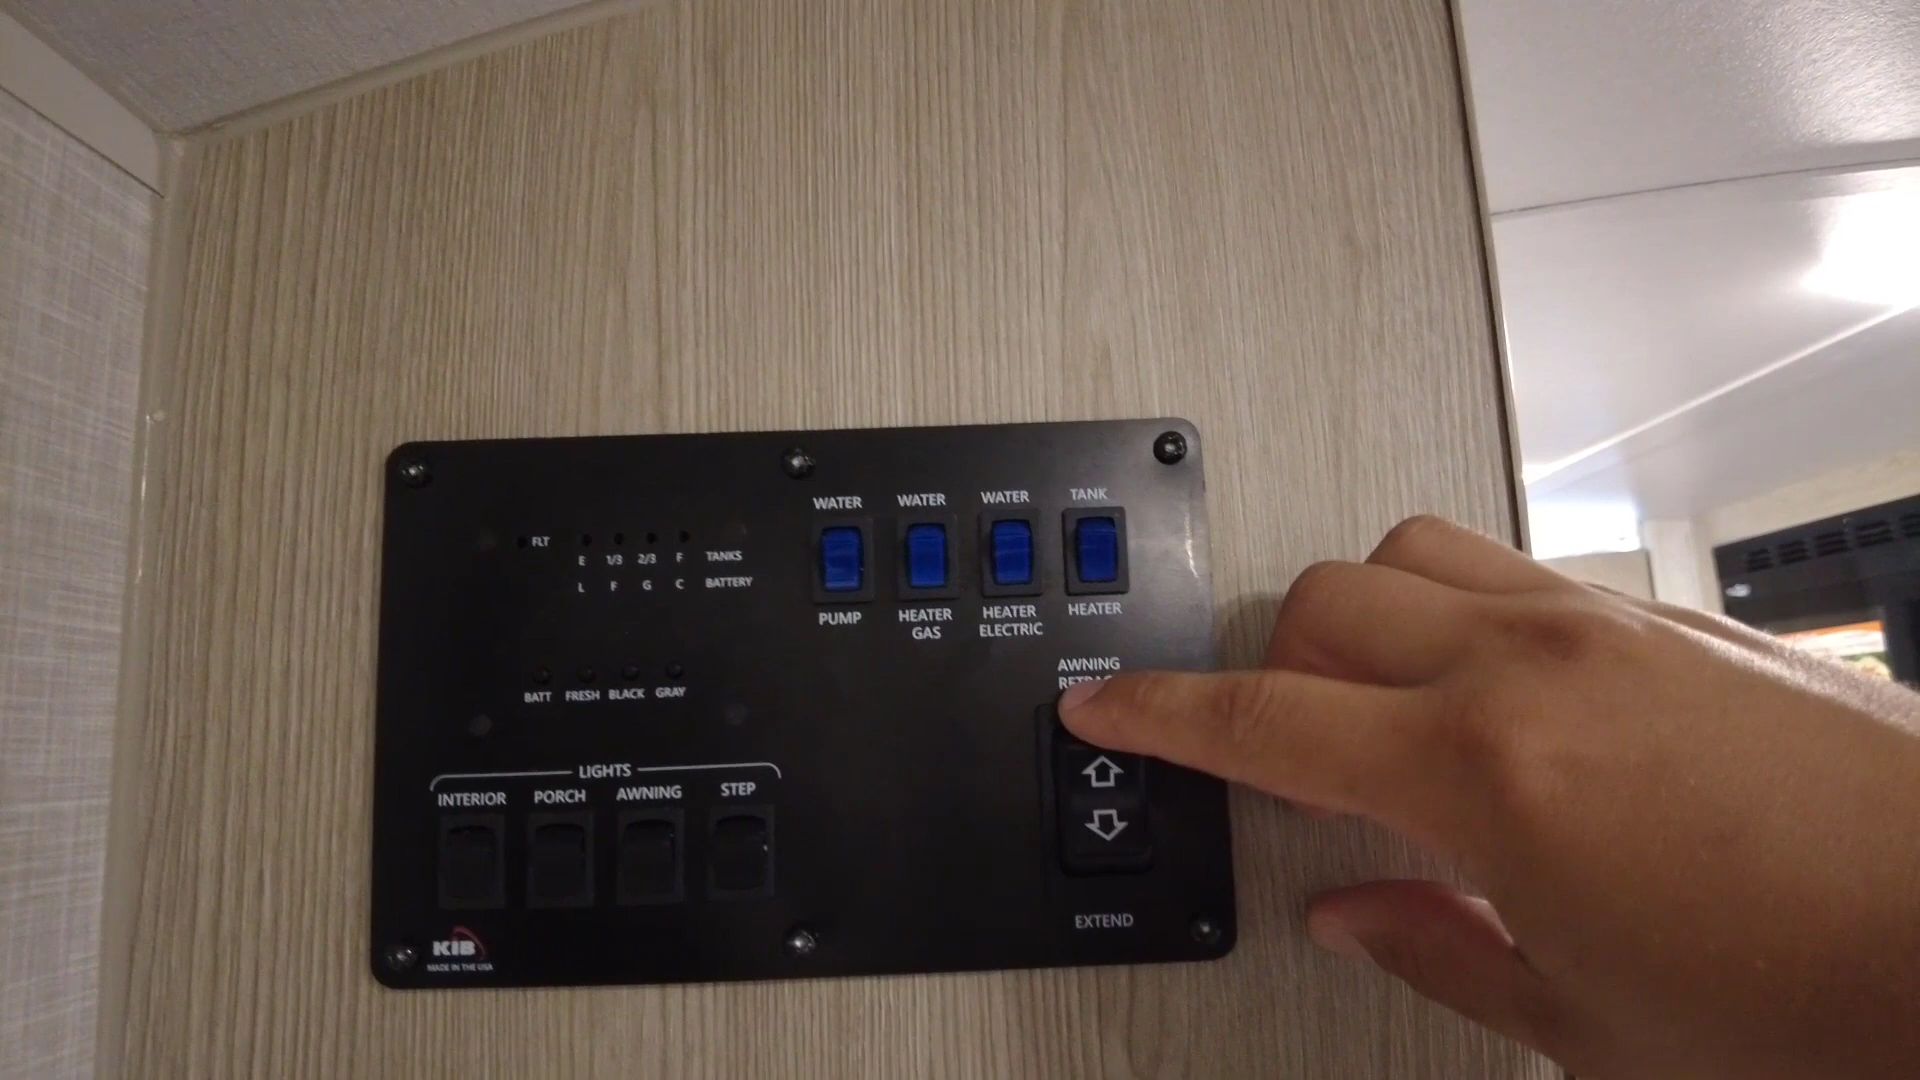 WATER
PUMP
WATER
HEATER
GAS
WATER
HEATER
ELECTRIC
TANK
HEATER
FLT
E 1/3 2/3 F TANKS
L F G C BATTERY
BATT FRESH BLACK GRAY
AWNING
EXTEND
LIGHTS
INTERIOR PORCH AWNING STEP
KIB
MADE IN THE USA